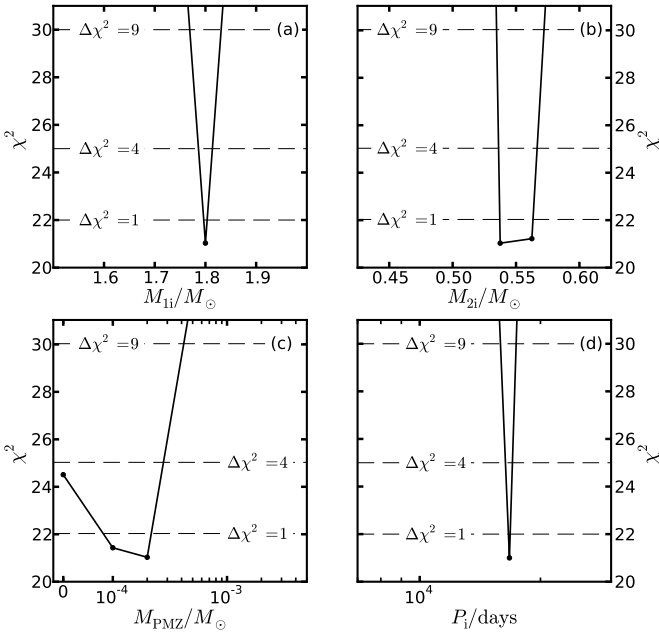 30 Δχ² =9 (a)
28
26
Δχ² =4
24
22 Δχ² =1
20
χ²
1.6 1.7 1.8 1.9
M₁ᵢ/M☉
Δχ² =9 (b) 30
28
26
Δχ² =4
24
Δχ² =1 22
20
χ²
0.45 0.50 0.55 0.60
M₂ᵢ/M☉
30 Δχ² =9 (c)
28
26
Δχ² =4
24
22 Δχ² =1
20
χ²
0 10⁻⁴ 10⁻³
M_PMZ/M☉
Δχ² =9 (d) 30
28
26
Δχ² =4
24
Δχ² =1 22
20
χ²
10⁴
Pᵢ/days